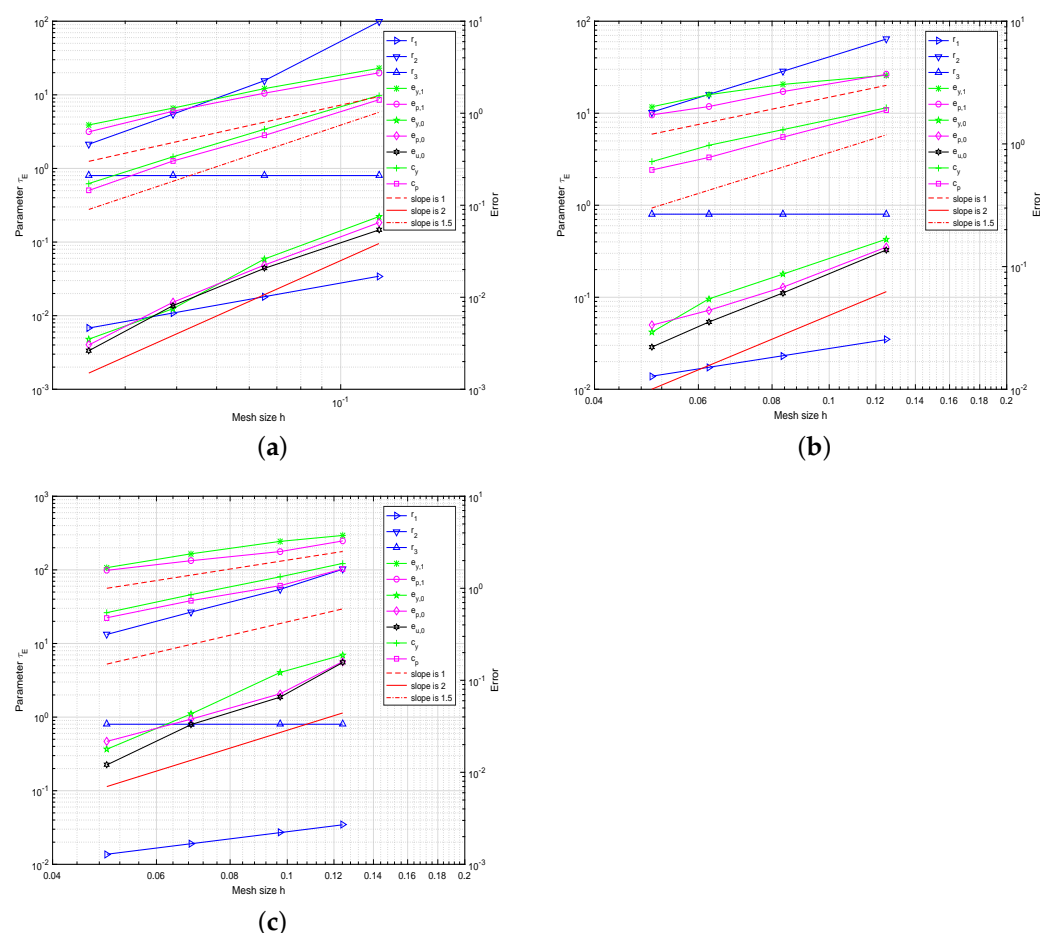 10^2
10^1
10^0
10^-1
10^-2
10^-3
Parameter τ_E
10^1
10^0
10^-1
10^-2
10^-3
Error
10^-1
Mesh size h
r_1
r_2
r_3
e_y,1
e_p,1
e_y,0
e_p,0
e_u,0
c_y
c_p
slope is 1
slope is 2
slope is 1.5
(a)
10^2
10^1
10^0
10^-1
10^-2
Parameter τ_E
10^1
10^0
10^-1
10^-2
Error
0.04 0.06 0.08 0.1 0.12 0.14 0.16 0.18 0.2
Mesh size h
r_1
r_2
r_3
e_y,1
e_p,1
e_y,0
e_p,0
e_u,0
c_y
c_p
slope is 1
slope is 2
slope is 1.5
(b)
10^3
10^2
10^1
10^0
10^-1
10^-2
Parameter τ_E
10^1
10^0
10^-1
10^-2
10^-3
Error
0.04 0.06 0.08 0.1 0.12 0.14 0.16 0.18 0.2
Mesh size h
r_1
r_2
r_3
e_y,1
e_p,1
e_y,0
e_p,0
e_u,0
c_y
c_p
slope is 1
slope is 2
slope is 1.5
(c)